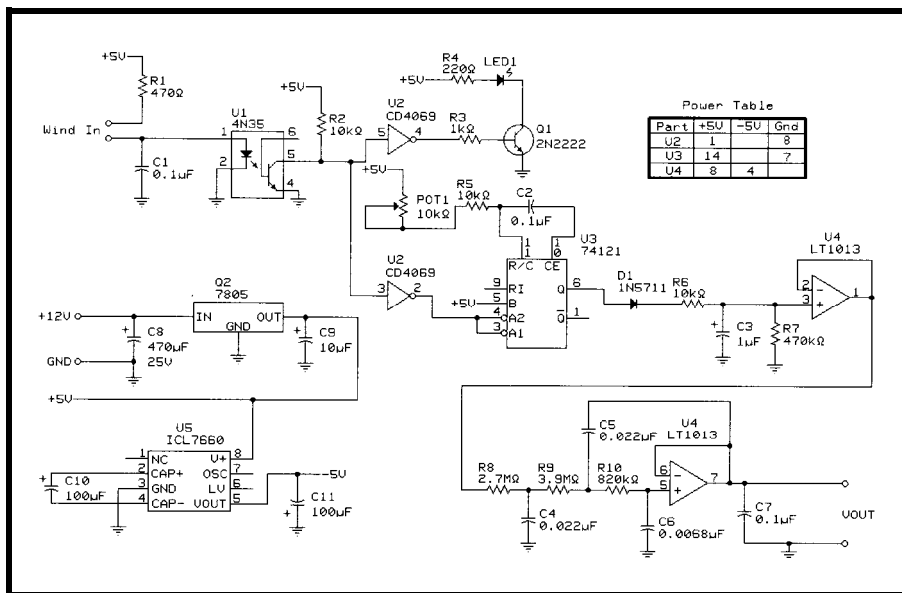 +5V
R1
470Ω
Wind In
C1
0.1µF
U1
4N35
1
2
6
5
4
+5V
R2
10kΩ
U2
CD4069
5
4
R3
1kΩ
+5V
R4
220Ω
LED1
Q1
2N2222
Power Table
Part +5V -5V Gnd
U2 1 8
U3 14 7
U4 8 4
+5V
POT1
10kΩ
R5
10kΩ
C2
0.1µF
U3
74121
11
10
R/C CE
9 RI
+5V 5 B
4 A2
3 A1
Q 6
Q 1
U2
CD4069
3
2
D1
1N5711
R6
10kΩ
C3
1µF
R7
470kΩ
U4
LT1013
2
3
1
-
+
Q2
7805
+12V
IN
OUT
GND
+
C8
470µF
25V
+
C9
10µF
GND
+5V
U5
ICL7660
1 NC
2 CAP+
3 GND
4 CAP-
V+ 8
OSC 7
LV 6
VOUT 5
+
C10
100µF
-5V
+
C11
100µF
R8
2.7MΩ
R9
3.9MΩ
R10
820kΩ
C5
0.022µF
C4
0.022µF
C6
0.0068µF
U4
LT1013
6
5
7
-
+
C7
0.1µF
VOUT